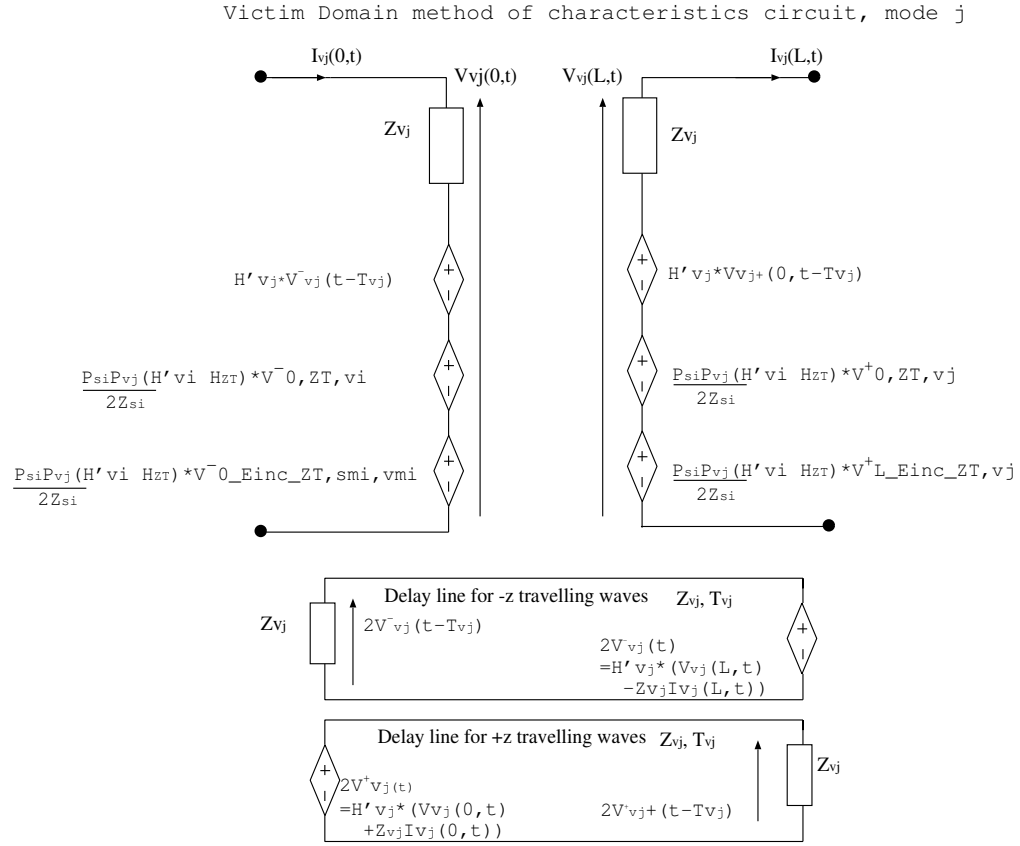 Victim Domain method of characteristics circuit, mode j
Ivj(0,t)
Ivj(L,t)
Vvj(0,t)
Vvj(L,t)
Zvj
Zvj
+
−
H'vj*V⁻vj(t−Tvj)
+
−
H'vj*Vvj+(0,t−Tvj)
+
−
PsiPvj(H'vi HZT)*V⁻0,ZT,vi
2Zsi
+
−
PsiPvj(H'vi HZT)*V⁺0,ZT,vj
2Zsi
+
−
PsiPvj(H'vi HZT)*V⁻0_Einc_ZT,smi,vmi
2Zsi
+
−
PsiPvj(H'vi HZT)*V⁺L_Einc_ZT,vj
2Zsi
Delay line for -z travelling waves Zvj, Tvj
Zvj
2V⁻vj(t−Tvj)
2V⁻vj(t)
=H'vj*(Vvj(L,t)
−ZvjIvj(L,t))
+
−
Delay line for +z travelling waves Zvj, Tvj
+
−
2V⁺vj(t)
=H'vj*(Vvj(0,t)
+ZvjIvj(0,t))
2V⁺vj+(t−Tvj)
Zvj